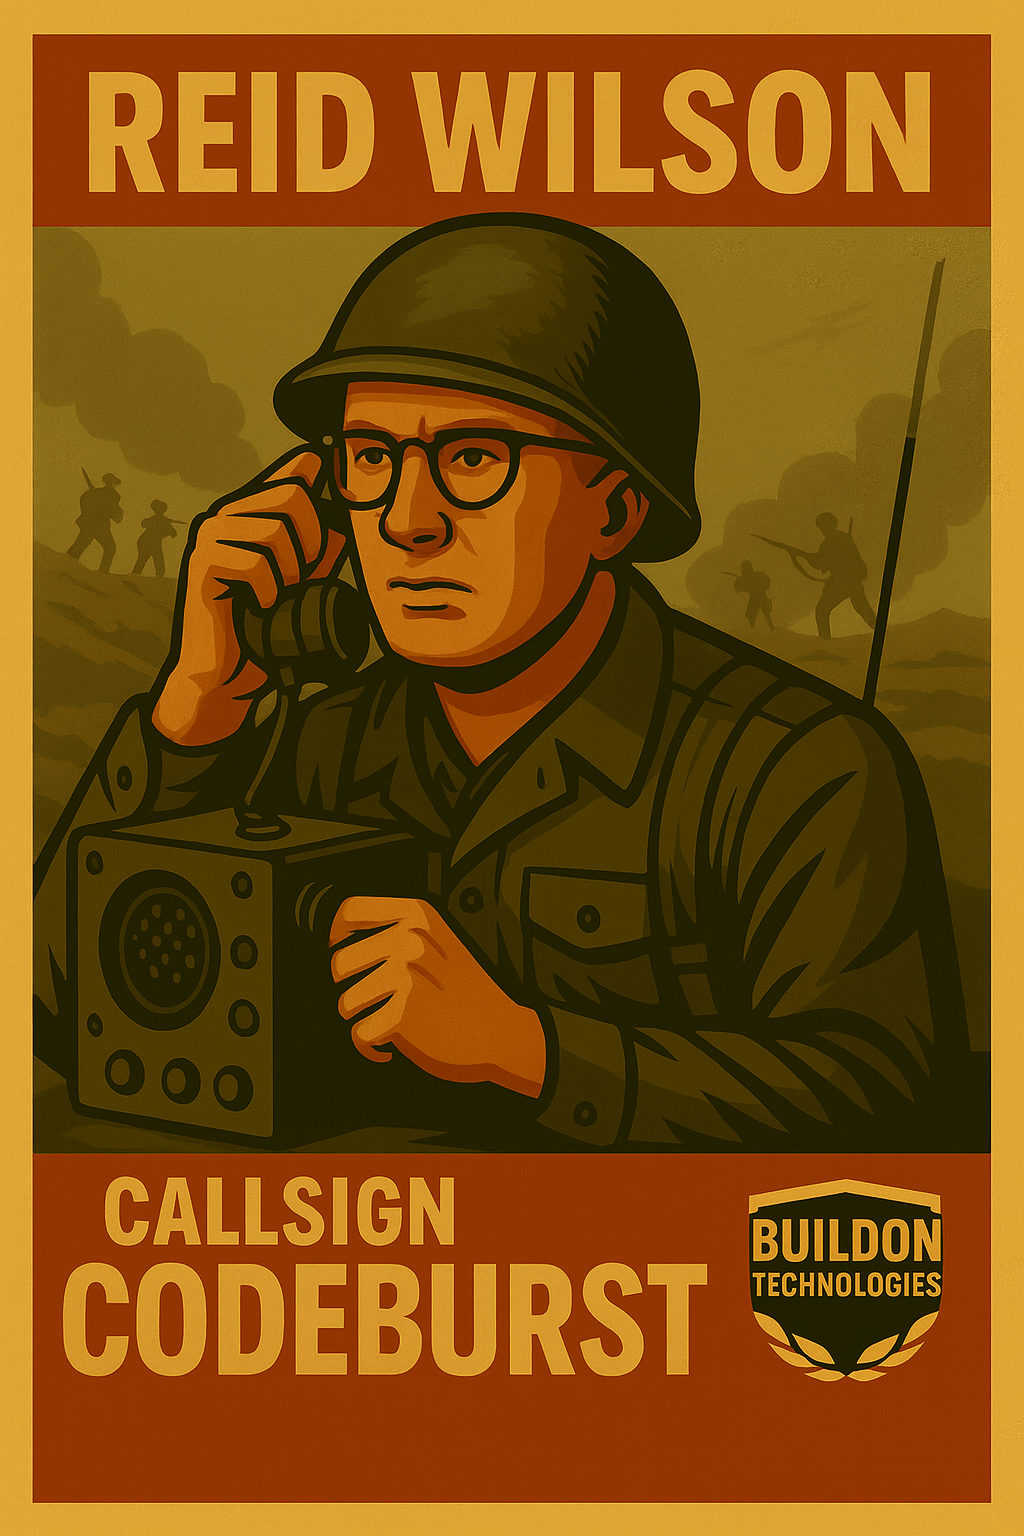 REID WILSON
CALLSIGN
CODEBURST
BUILDON
TECHNOLOGIES